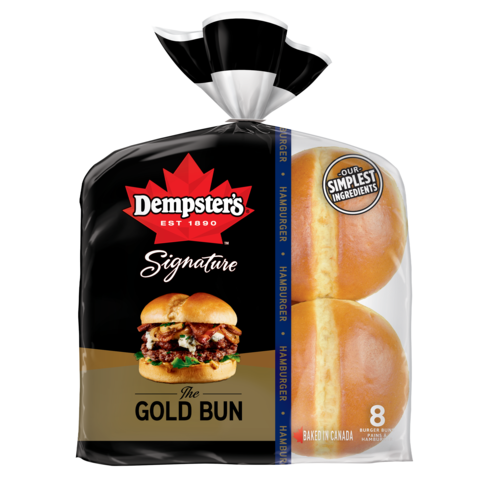 Dempster's
EST 1890
Signature
The
GOLD BUN
HAMBURGER • HAMBURGER • HAMBURGER • HAMBURGER
OUR
SIMPLEST
INGREDIENTS
BAKED IN CANADA
8
BURGER
PAINS